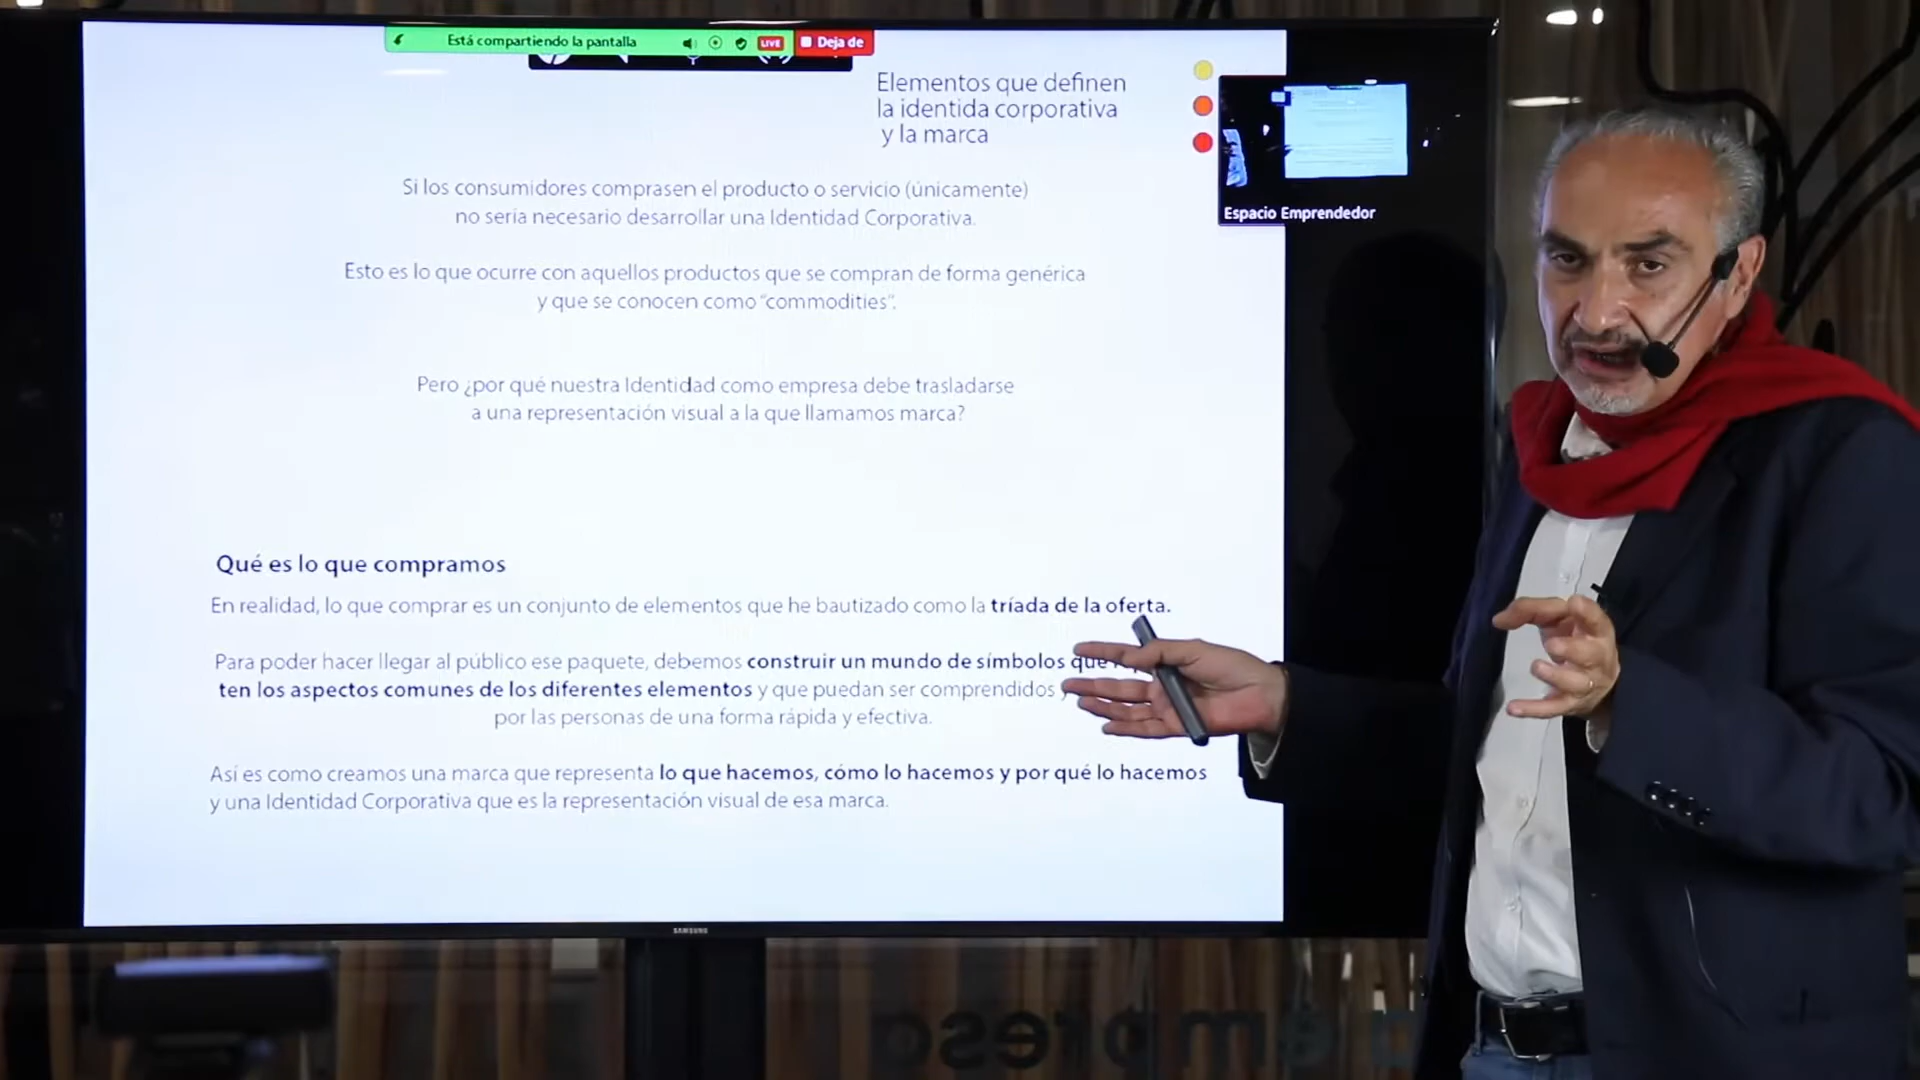 Está compartiendo la pantalla
LIVE
Deja de
Elementos que definen
la identida corporativa
y la marca
Espacio Emprendedor
Si los consumidores comprasen el producto o servicio (únicamente)
no sería necesario desarrollar una Identidad Corporativa.
Esto es lo que ocurre con aquellos productos que se compran de forma genérica
y que se conocen como "commodities".
Pero ¿por qué nuestra Identidad como empresa debe trasladarse
a una representación visual a la que llamamos marca?
Qué es lo que compramos
En realidad, lo que comprar es un conjunto de elementos que he bautizado como la tríada de la oferta.
Para poder hacer llegar al público ese paquete, debemos construir un mundo de símbolos que
ten los aspectos comunes de los diferentes elementos y que puedan ser comprendidos
por las personas de una forma rápida y efectiva.
Así es como creamos una marca que representa lo que hacemos, cómo lo hacemos y por qué lo hacemos
y una Identidad Corporativa que es la representación visual de esa marca.
SAMSUNG
empresa